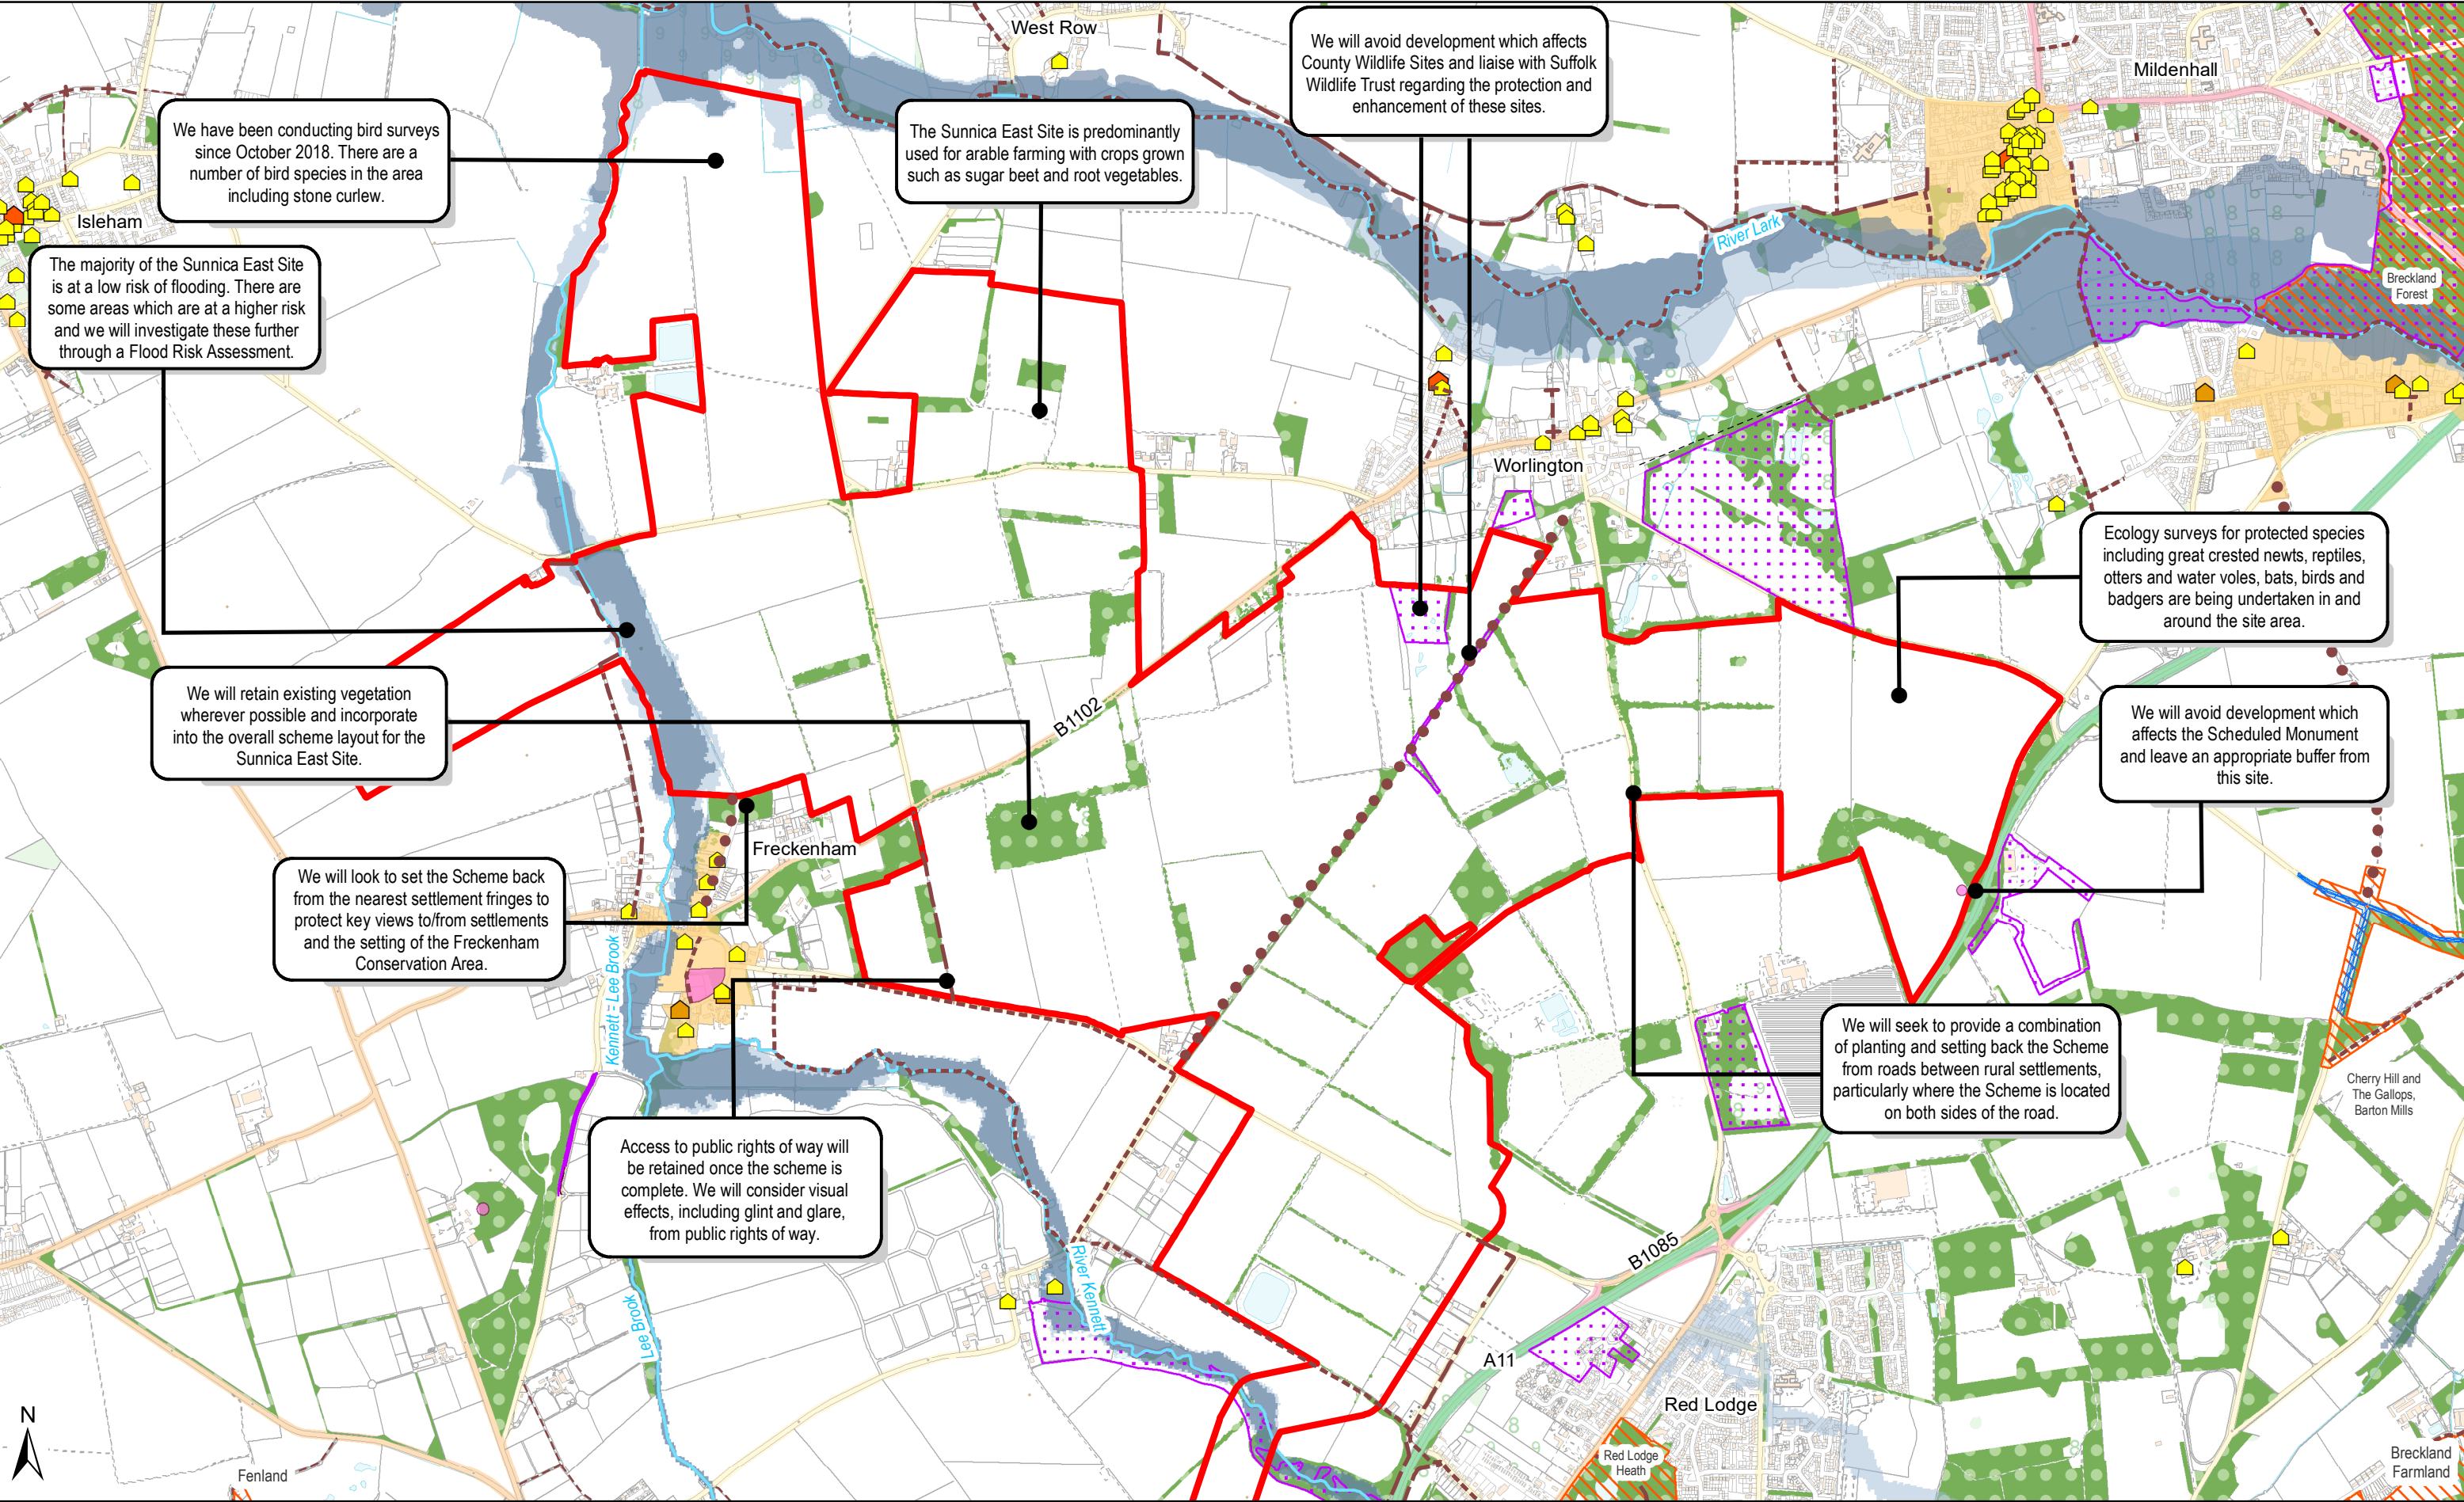 West Row
We will avoid development which affects
County Wildlife Sites and liaise with Suffolk
Wildlife Trust regarding the protection and
enhancement of these sites.
Mildenhall
We have been conducting bird surveys
since October 2018. There are a
number of bird species in the area
including stone curlew.
The Sunnica East Site is predominantly
used for arable farming with crops grown
such as sugar beet and root vegetables.
Isleham
River Lark
The majority of the Sunnica East Site
is at a low risk of flooding. There are
some areas which are at a higher risk
and we will investigate these further
through a Flood Risk Assessment.
Breckland
Forest
Worlington
Ecology surveys for protected species
including great crested newts, reptiles,
otters and water voles, bats, birds and
badgers are being undertaken in and
around the site area.
We will retain existing vegetation
wherever possible and incorporate
into the overall scheme layout for the
Sunnica East Site.
B1102
We will avoid development which
affects the Scheduled Monument
and leave an appropriate buffer from
this site.
Freckenham
We will look to set the Scheme back
from the nearest settlement fringes to
protect key views to/from settlements
and the setting of the Freckenham
Conservation Area.
Kennett - Lee Brook
We will seek to provide a combination
of planting and setting back the Scheme
from roads between rural settlements,
particularly where the Scheme is located
on both sides of the road.
Cherry Hill and
The Gallops,
Barton Mills
Access to public rights of way will
be retained once the scheme is
complete. We will consider visual
effects, including glint and glare,
from public rights of way.
River Kennett
Lee Brook
B1085
A11
Red Lodge
N
Fenland
Red Lodge
Heath
Breckland
Farmland